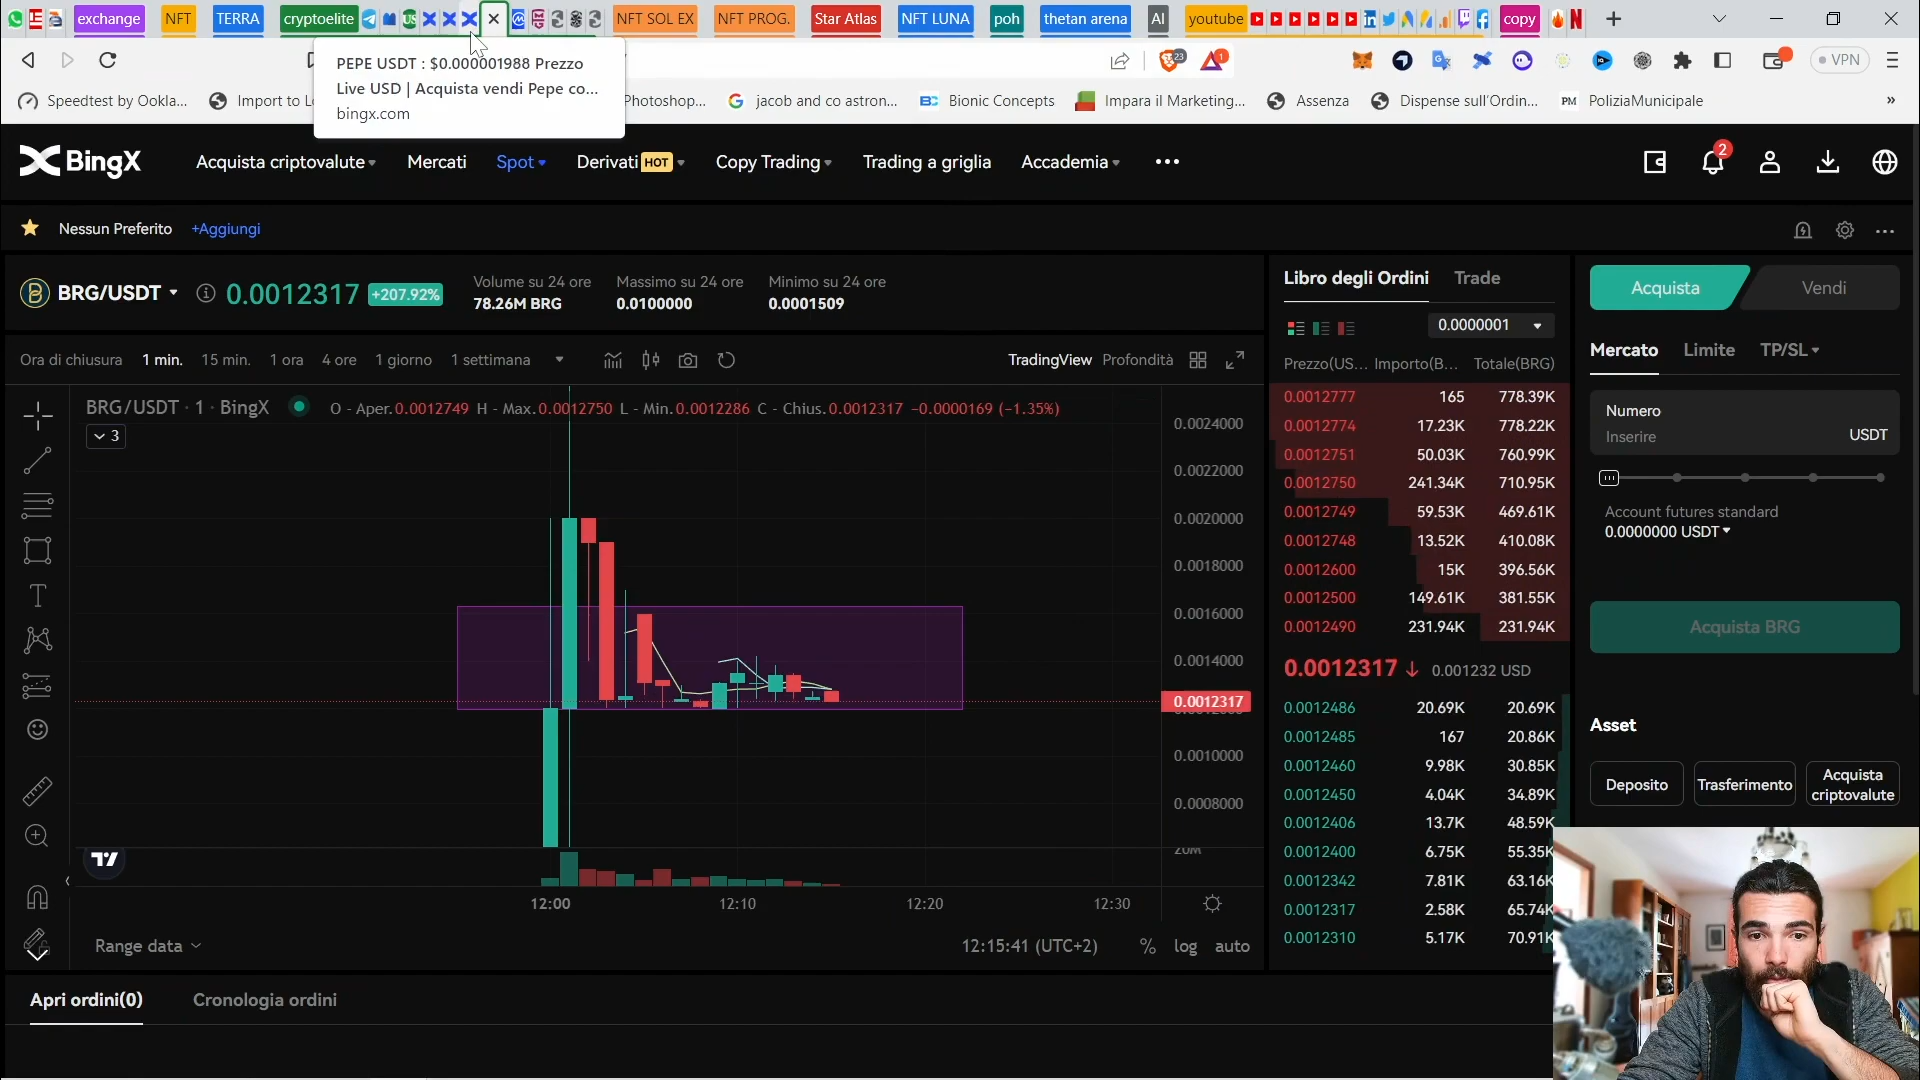 exchange NFT TERRA cryptoelite NFT SOL EX NFT PROG. Star Atlas NFT LUNA poh thetan arena AI youtube copy
23 1 VPN
PEPE USDT : $0.000001988 Prezzo
Live USD | Acquista vendi Pepe co...
bingx.com
Speedtest by Ookla... Import to L Photoshop... jacob and co astron... Bionic Concepts Impara il Marketing... Assenza Dispense sull'Ordin... PM PoliziaMunicipale »
BingX Acquista criptovalute Mercati Spot Derivati HOT Copy Trading Trading a griglia Accademia 2
Nessun Preferito +Aggiungi
BRG/USDT 0.0012317 +207.92%
Volume su 24 ore Massimo su 24 ore Minimo su 24 ore
78.26M BRG 0.0100000 0.0001509
Ora di chiusura 1 min. 15 min. 1 ora 4 ore 1 giorno 1 settimana TradingView Profondità
BRG/USDT · 1 · BingX O - Aper.0.0012749 H - Max.0.0012750 L - Min.0.0012286 C - Chius.0.0012317 -0.0000169 (-1.35%)
3
0.0024000
0.0022000
0.0020000
0.0018000
0.0016000
0.0014000
0.0012317
0.0010000
0.0008000
20M
12:00 12:10 12:20 12:30
Range data 12:15:41 (UTC+2) % log auto
Apri ordini(0) Cronologia ordini
Libro degli Ordini Trade
0.0000001
Prezzo(US... Importo(B... Totale(BRG)
0.0012777 165 778.39K
0.0012774 17.23K 778.22K
0.0012751 50.03K 760.99K
0.0012750 241.34K 710.95K
0.0012749 59.53K 469.61K
0.0012748 13.52K 410.08K
0.0012600 15K 396.56K
0.0012500 149.61K 381.55K
0.0012490 231.94K 231.94K
0.0012317 0.001232 USD
0.0012486 20.69K 20.69K
0.0012485 167 20.86K
0.0012460 9.98K 30.85K
0.0012450 4.04K 34.89K
0.0012406 13.7K 48.59K
0.0012400 6.75K 55.35K
0.0012342 7.81K 63.16K
0.0012317 2.58K 65.74K
0.0012310 5.17K 70.91K
Acquista Vendi
Mercato Limite TP/SL
Numero
Inserire USDT
Account futures standard
0.0000000 USDT
Acquista BRG
Asset
Deposito Trasferimento Acquista criptovalute